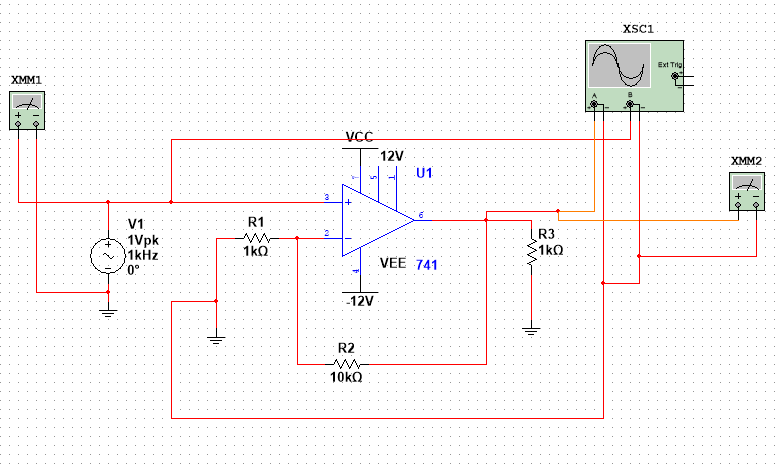 XSC1
Ext Trig
+
-
A
B
+ - + -
XMM1
+ -
VCC
12V
7
5
1
U1
XMM2
+ -
3
+
6
2
-
4
V1
1Vpk
1kHz
0°
R1
1kΩ
R3
1kΩ
VEE
741
-12V
R2
10kΩ